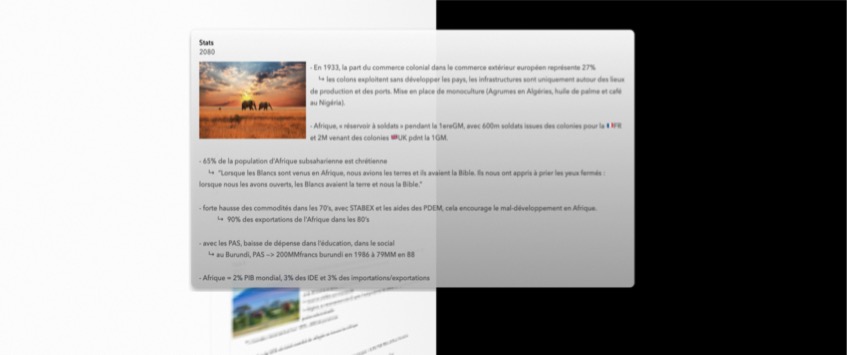 Stats
2080
- En 1933, la part du commerce colonial dans le commerce extérieur européen représente 27%
↳ les colons exploitent sans développer les pays, les infrastructures sont uniquement autour des lieux
de production et des ports. Mise en place de monoculture (Agrumes en Algéries, huile de palme et café
au Nigéria).
- Afrique, « réservoir à soldats » pendant la 1ereGM, avec 600m soldats issues des colonies pour la 🇫🇷FR
et 2M venant des colonies 🇬🇧UK pdnt la 1GM.
- 65% de la population d'Afrique subsaharienne est chrétienne
↳ "Lorsque les Blancs sont venus en Afrique, nous avions les terres et ils avaient la Bible. Ils nous ont appris à prier les yeux fermés :
lorsque nous les avons ouverts, les Blancs avaient la terre et nous la Bible."
- forte hausse des commodités dans les 70's, avec STABEX et les aides des PDEM, cela encourage le mal-développement en Afrique.
↳ 90% des exportations de l'Afrique dans les 80's
- avec les PAS, baisse de dépense dans l'éducation, dans le social
↳ au Burundi, PAS –> 200MMfrancs burundi en 1986 à 79MM en 88
- Afrique = 2% PIB mondial, 3% des IDE et 3% des importations/exportations